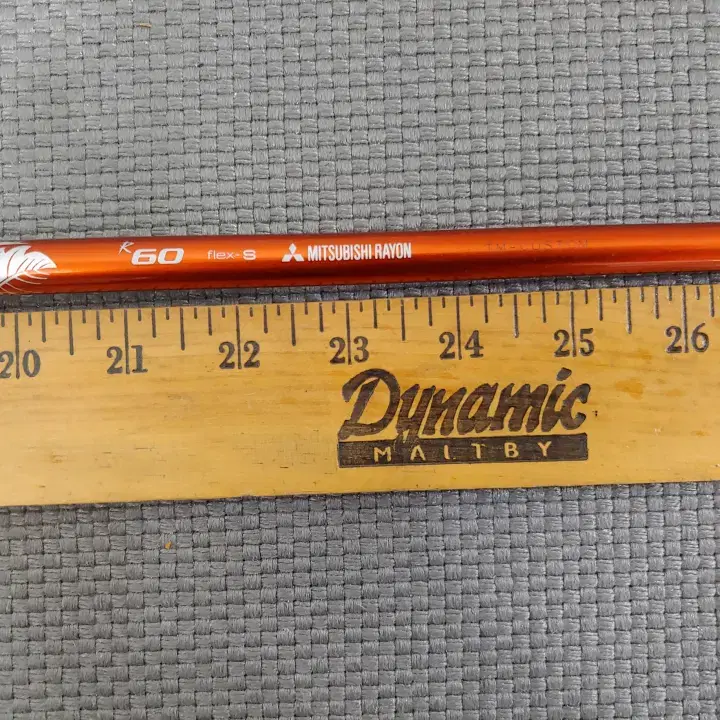 R60 flex-S MITSUBISHI RAYON
20 21 22 23 24 25 26
Dynamic
MALTBY